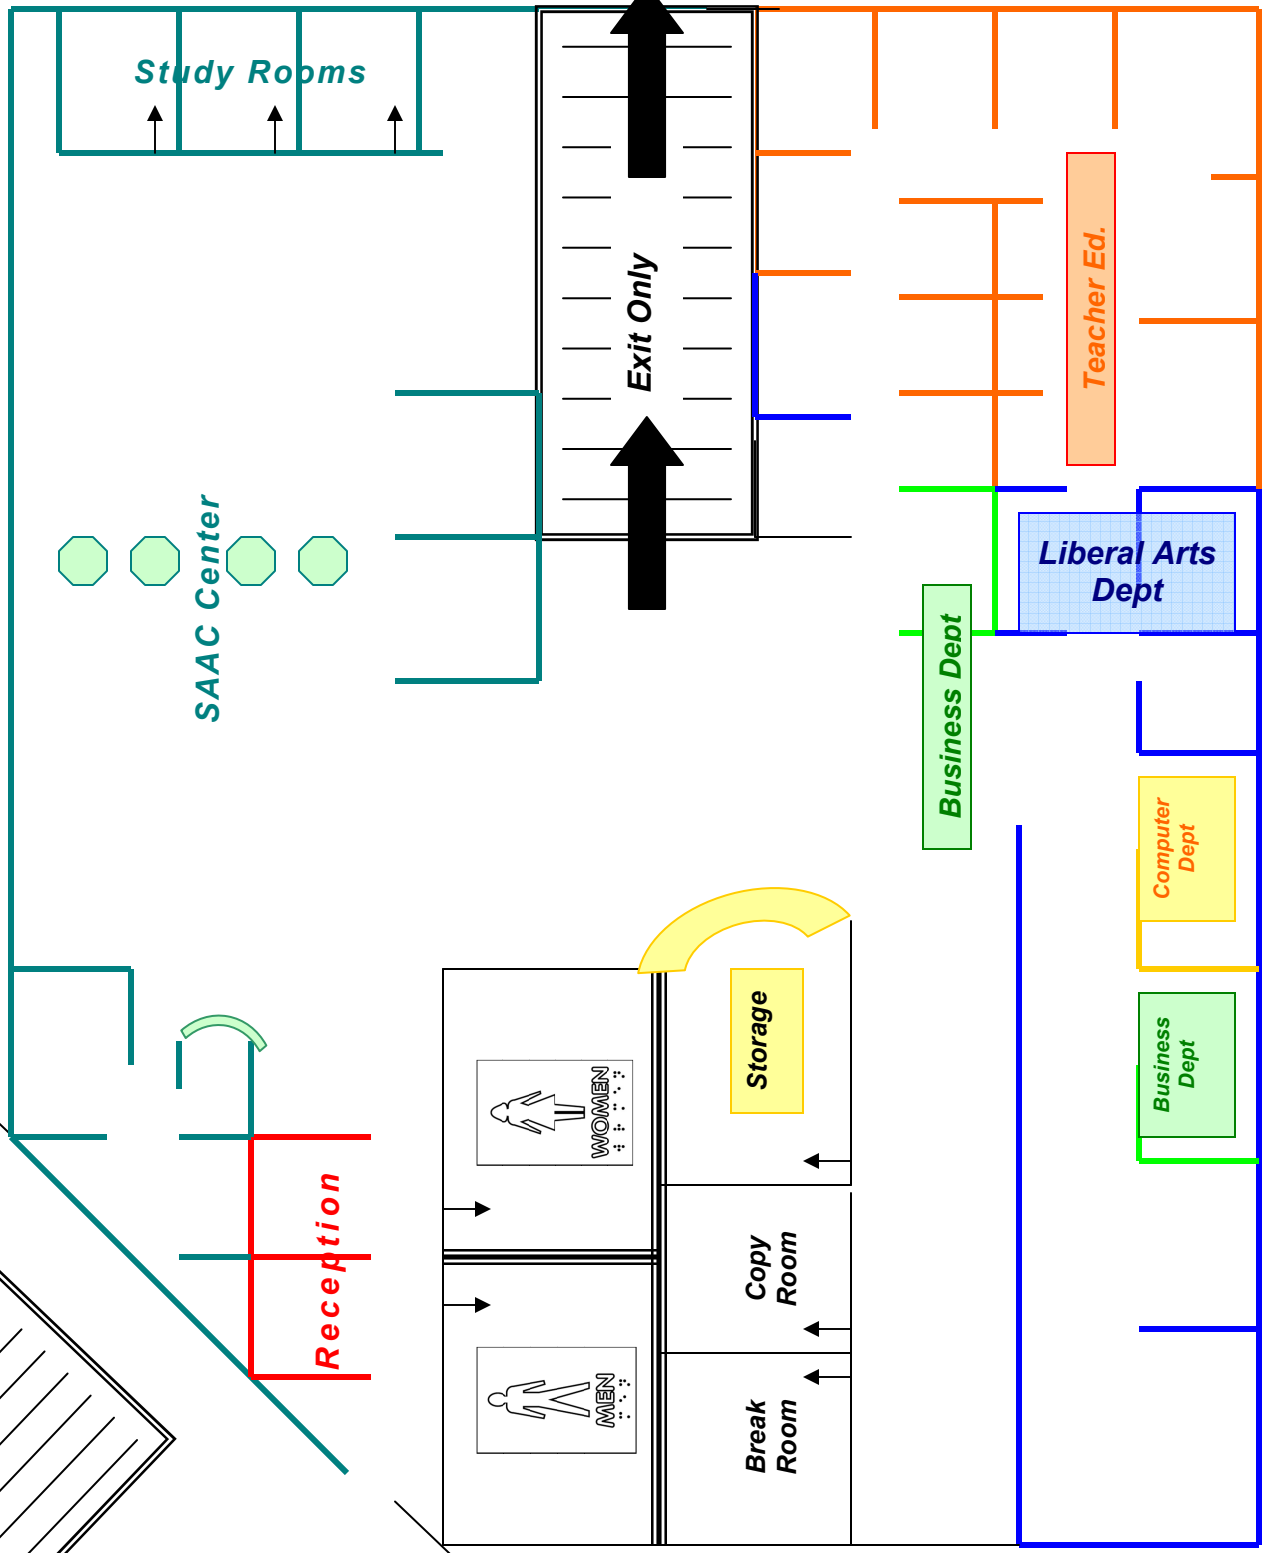 Study Rooms
Exit Only
Teacher Ed.
SAAC Center
Liberal Arts
Dept
Business Dept
Computer
Dept
Storage
WOMEN
Business
Dept
Reception
Copy
Room
MEN
Break
Room